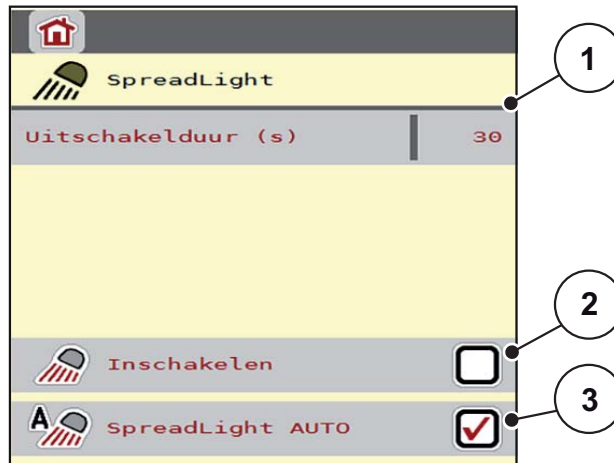 SpreadLight
1
Uitschakelduur (s) 30
2
Inschakelen
3
A SpreadLight AUTO